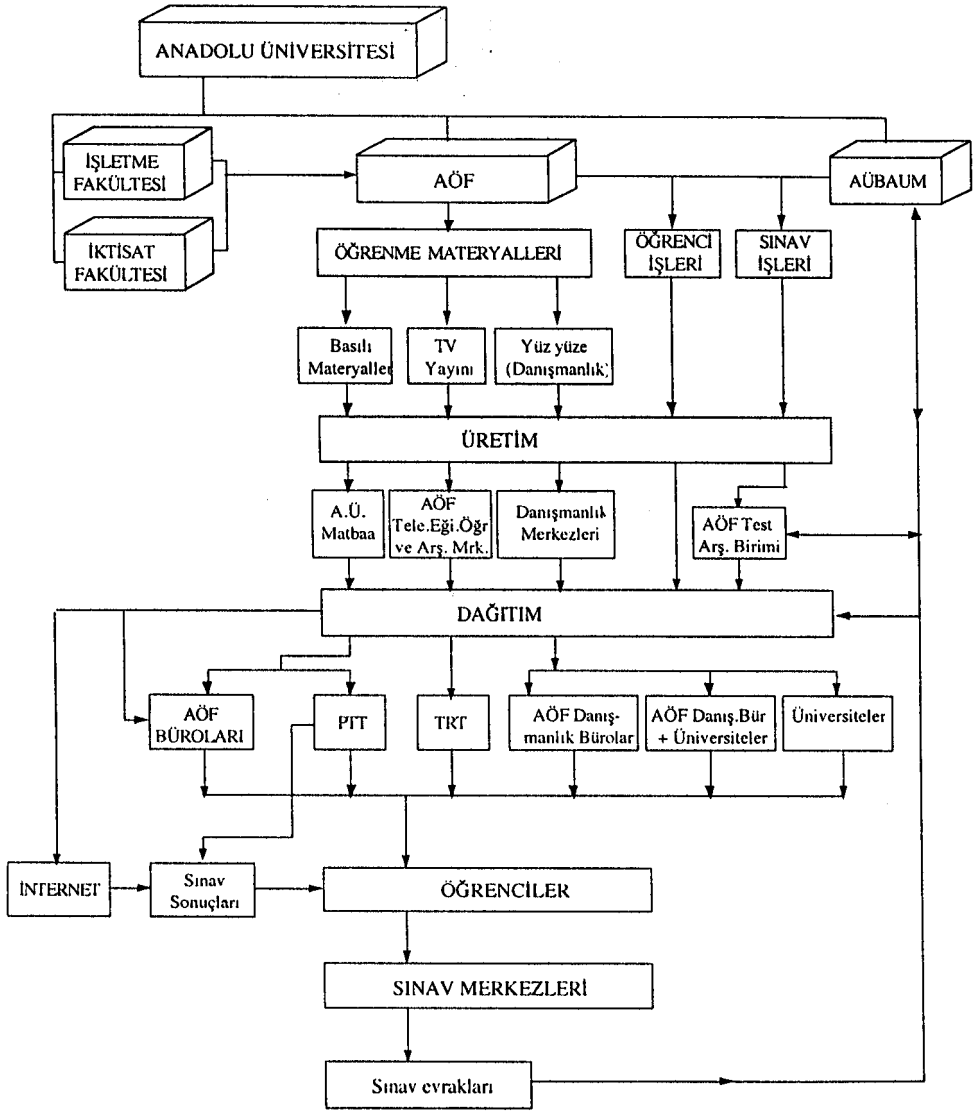 ANADOLU ÜNİVERSİTESİ
İŞLETME
FAKÜLTESİ
AÖF
AÜBAUM
İKTİSAT
FAKÜLTESİ
ÖĞRENME MATERYALLERİ
ÖĞRENCİ
İŞLERİ
SINAV
İŞLERİ
Basılı
Materyaller
TV
Yayını
Yüz yüze
(Danışmanlık)
ÜRETİM
A.Ü.
Matbaa
AÖF
Tele.Eği.Öğr
ve Arş. Mrk.
Danışmanlık
Merkezleri
AÖF Test
Arş. Birimi
DAĞITIM
AÖF
BÜROLARI
PTT
TRT
AÖF Danış-
manlık Bürolar
AÖF Danış.Bür
+ Üniversiteler
Üniversiteler
İNTERNET
Sınav
Sonuçları
ÖĞRENCİLER
SINAV MERKEZLERİ
Sınav evrakları